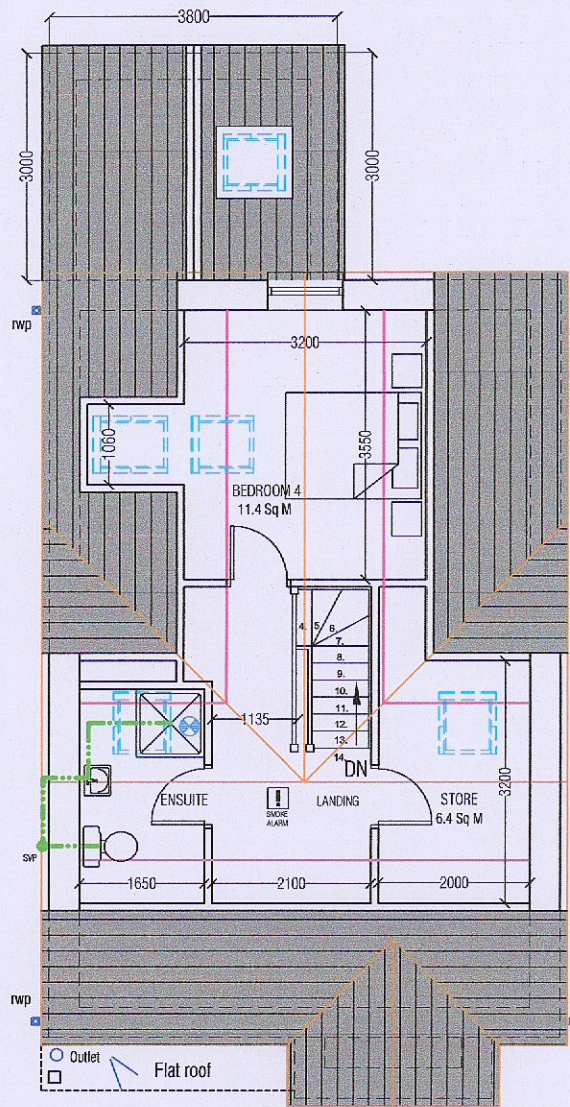 3800
3000
3000
rwp
3200
1060
3550
BEDROOM 4
11.4 Sq M
4.
5.
6.
7.
8.
9.
10.
11.
12.
13.
14.
DN
1135
ENSUITE
!
SMOKE
ALARM
LANDING
STORE
6.4 Sq M
3200
SVP
1650
2100
2000
rwp
Outlet
Flat roof